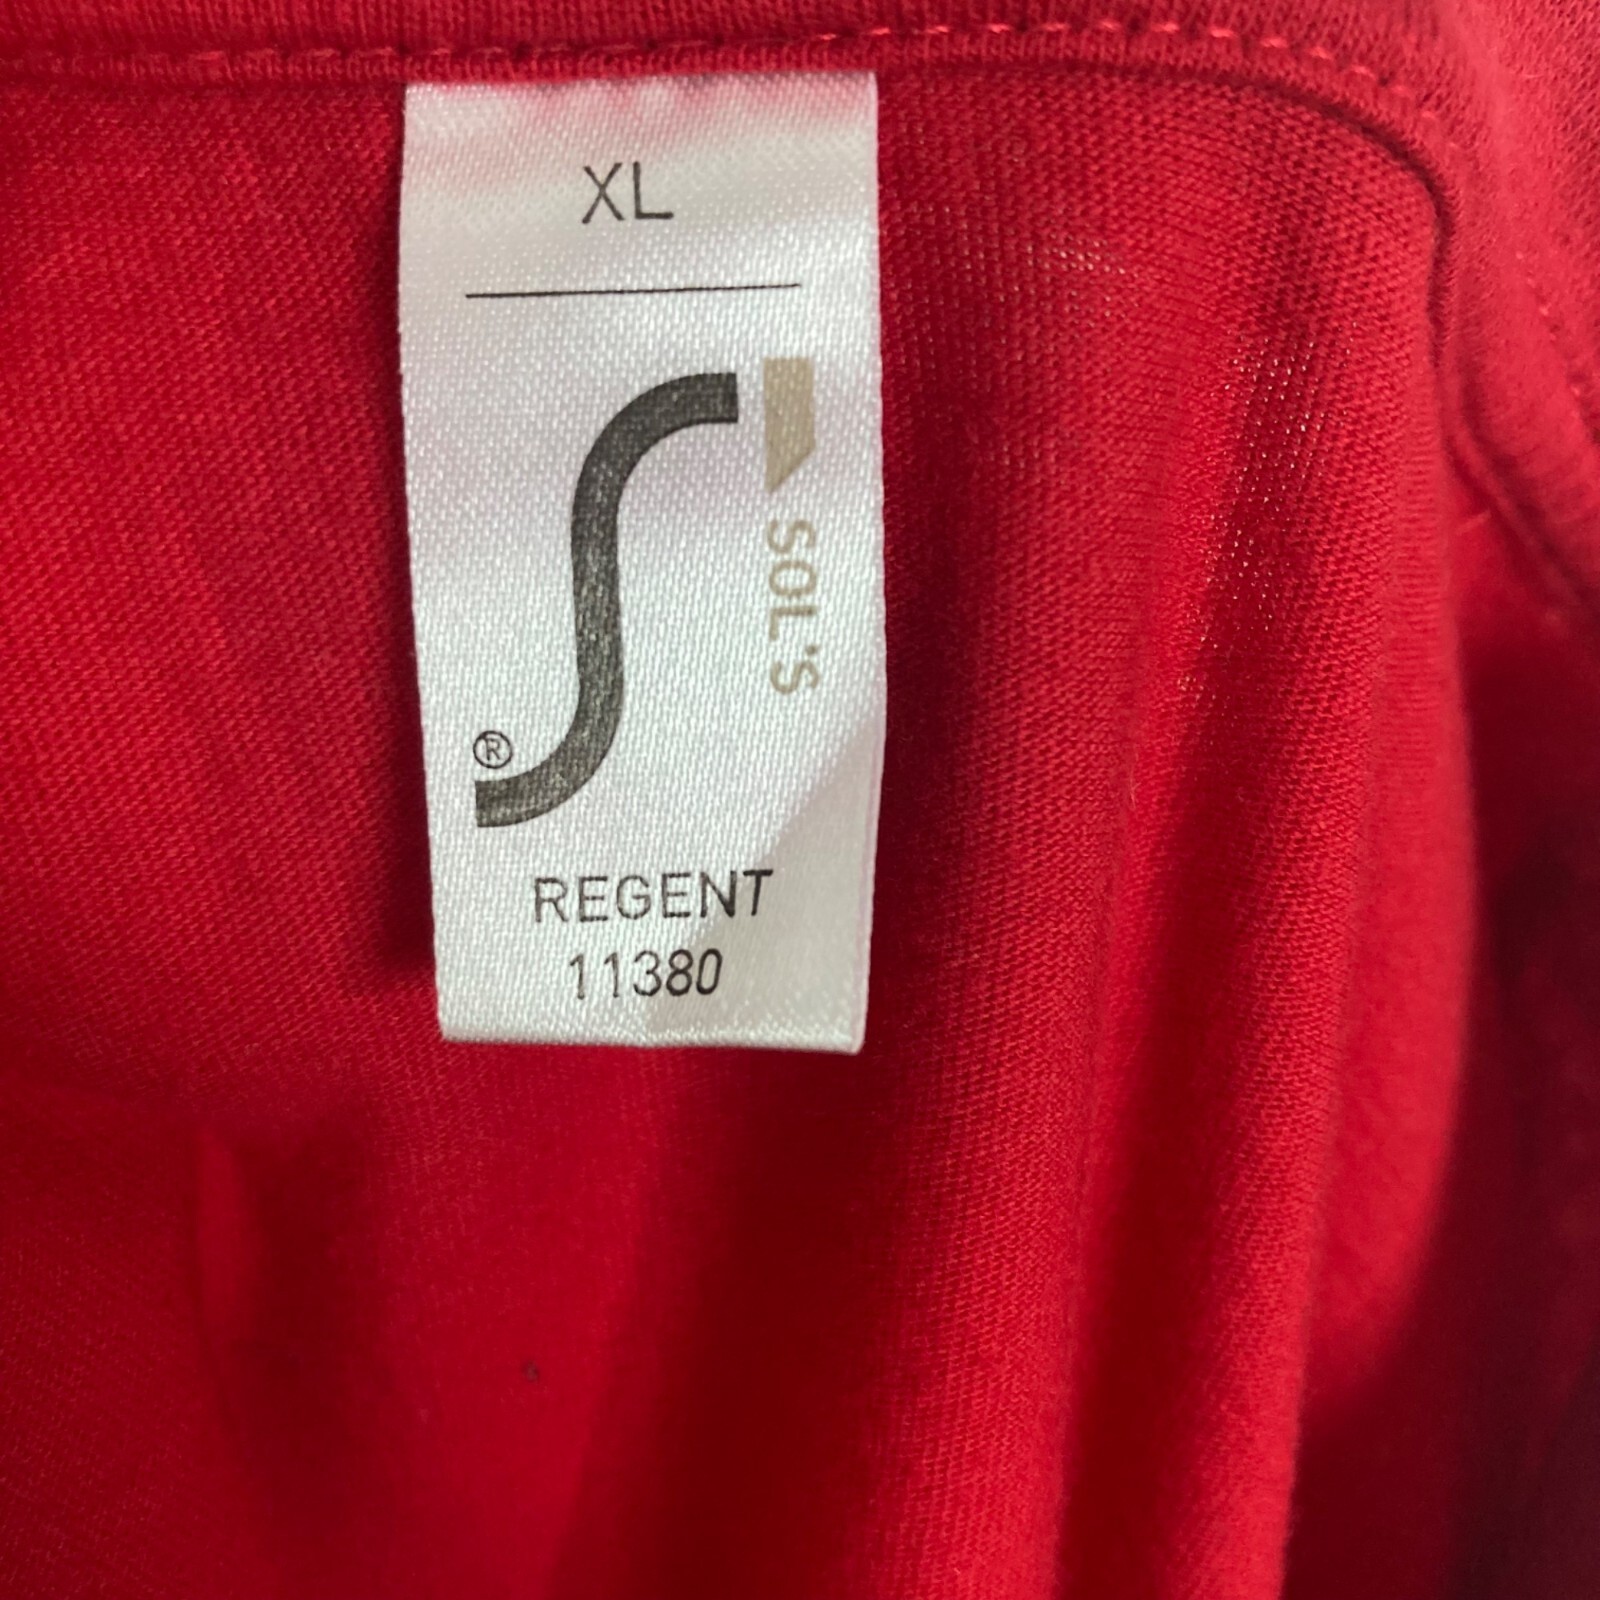 XL
SOL'S
®
REGENT
11380